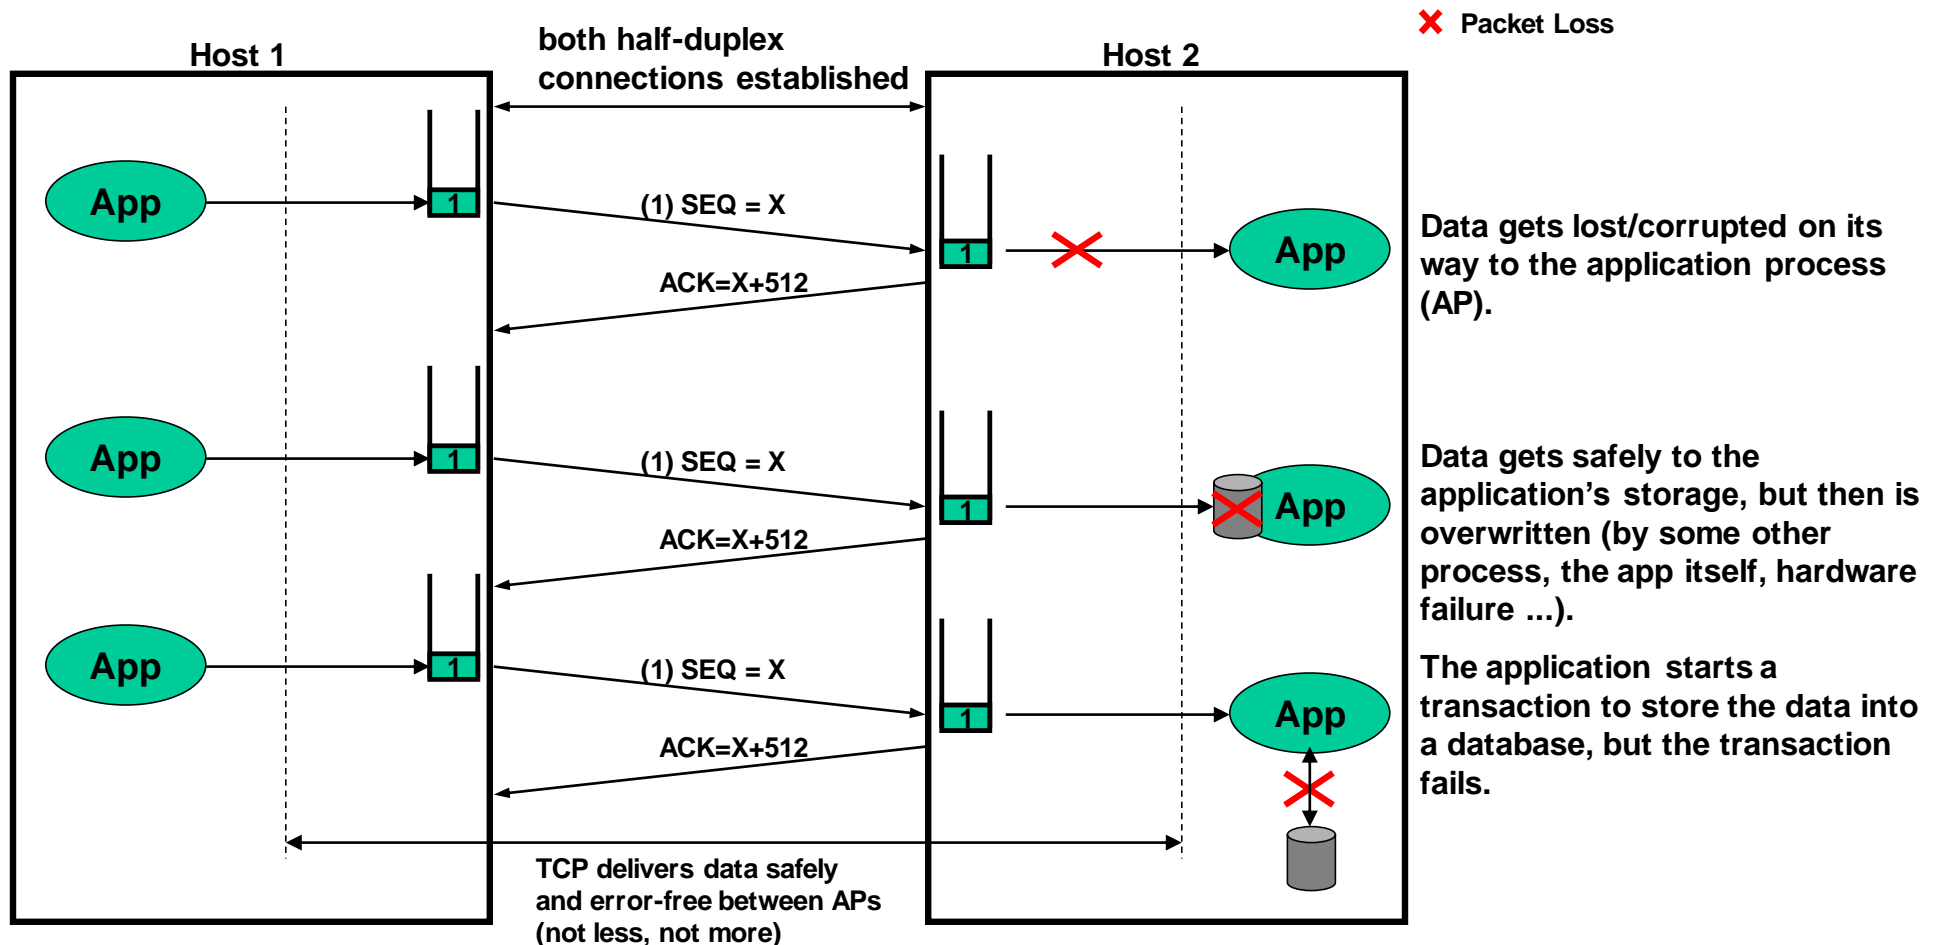 Packet Loss
Host 1
both half-duplex
connections established
Host 2
App
1
(1) SEQ = X
1
App
ACK=X+512
Data gets lost/corrupted on its
way to the application process
(AP).
App
1
(1) SEQ = X
1
App
ACK=X+512
Data gets safely to the
application’s storage, but then is
overwritten (by some other
process, the app itself, hardware
failure ...).
App
1
(1) SEQ = X
1
App
ACK=X+512
The application starts a
transaction to store the data into
a database, but the transaction
fails.
TCP delivers data safely
and error-free between APs
(not less, not more)